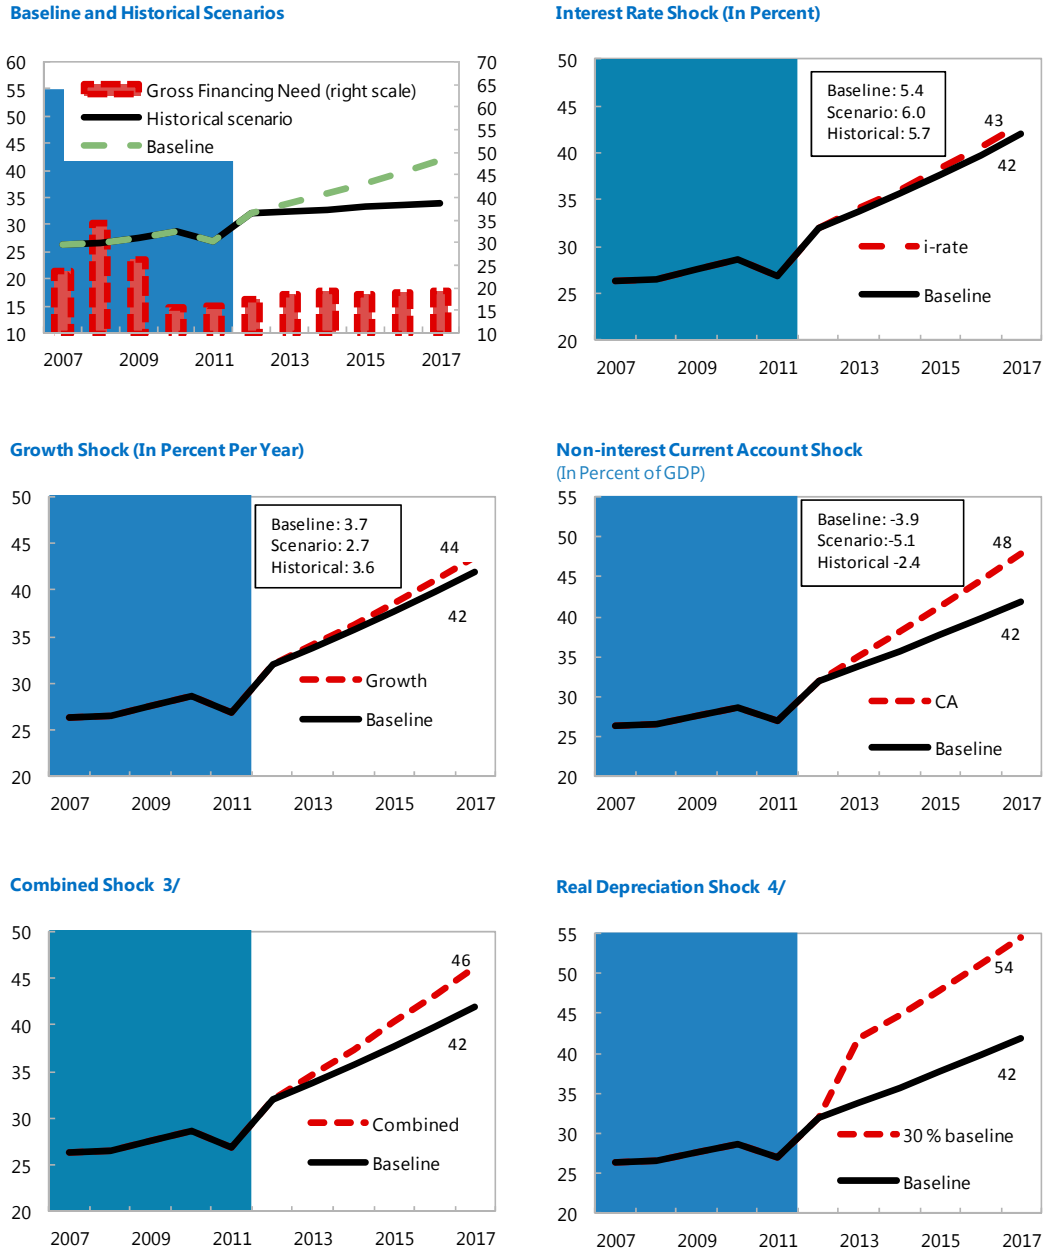 Baseline and Historical Scenarios
60
55
50
45
40
35
30
25
20
15
10
70
65
60
55
50
45
40
35
30
25
20
15
10
Gross Financing Need (right scale)
Historical scenario
Baseline
2007 2009 2011 2013 2015 2017
Interest Rate Shock (In Percent)
50
45
40
35
30
25
20
Baseline: 5.4
Scenario: 6.0
Historical: 5.7
43
42
i-rate
Baseline
2007 2009 2011 2013 2015 2017
Growth Shock (In Percent Per Year)
50
45
40
35
30
25
20
Baseline: 3.7
Scenario: 2.7
Historical: 3.6
44
42
Growth
Baseline
2007 2009 2011 2013 2015 2017
Non-interest Current Account Shock
(In Percent of GDP)
55
50
45
40
35
30
25
20
Baseline: -3.9
Scenario:-5.1
Historical -2.4
48
42
CA
Baseline
2007 2009 2011 2013 2015 2017
Combined Shock 3/
50
45
40
35
30
25
20
46
42
Combined
Baseline
2007 2009 2011 2013 2015 2017
Real Depreciation Shock 4/
55
50
45
40
35
30
25
20
54
42
30 % baseline
Baseline
2007 2009 2011 2013 2015 2017